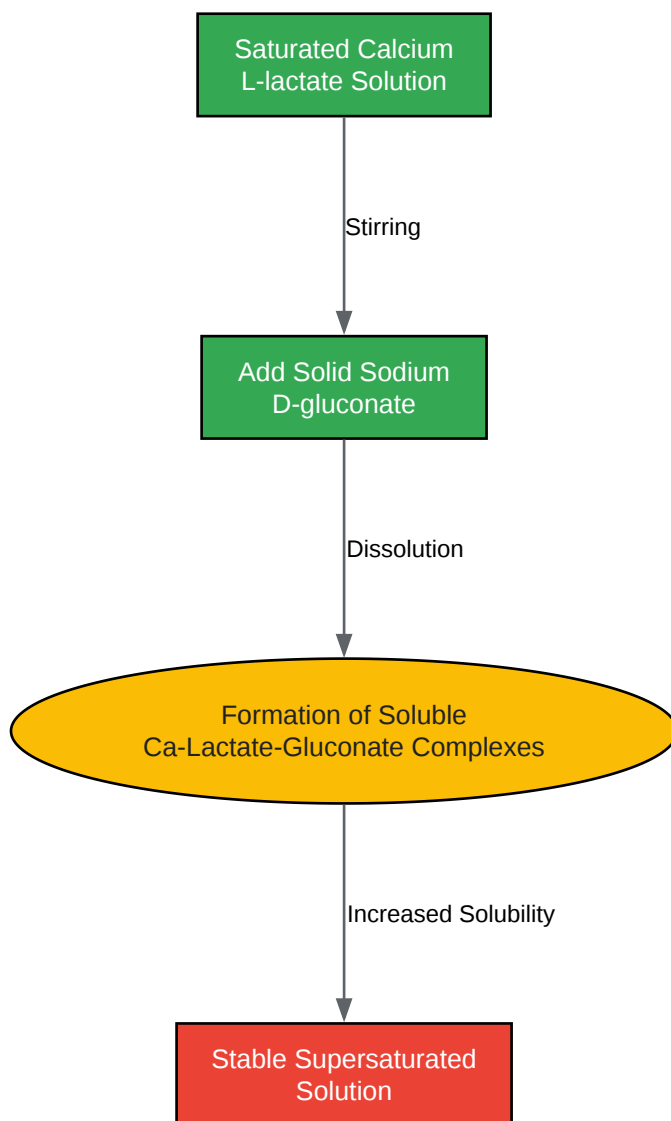 Saturated Calcium
L-lactate Solution
Stirring
Add Solid Sodium
D-gluconate
Dissolution
Formation of Soluble
Ca-Lactate-Gluconate Complexes
Increased Solubility
Stable Supersaturated
Solution